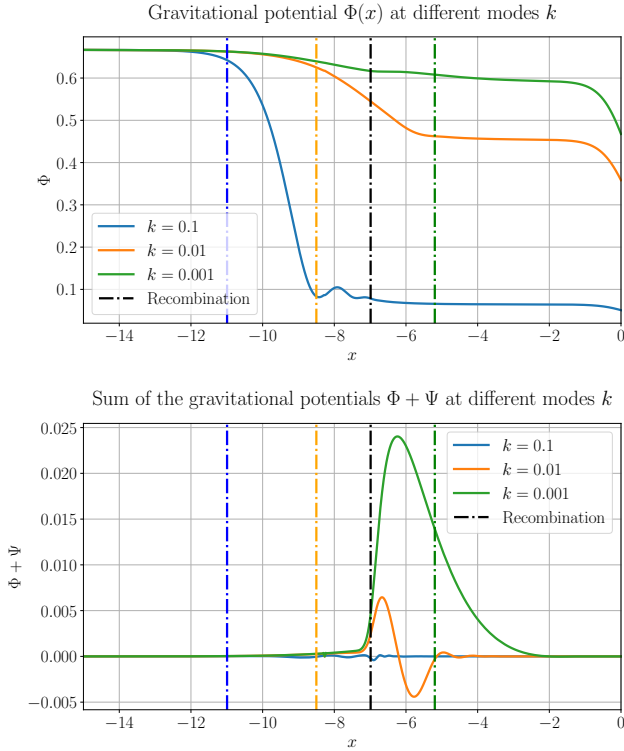 Gravitational potential Φ(x) at different modes k
0.6
0.5
0.4
0.3
0.2
0.1
Φ
k = 0.1
k = 0.01
k = 0.001
Recombination
−14 −12 −10 −8 −6 −4 −2 0
x
Sum of the gravitational potentials Φ + Ψ at different modes k
0.025
0.020
0.015
0.010
0.005
0.000
−0.005
Φ + Ψ
k = 0.1
k = 0.01
k = 0.001
Recombination
−14 −12 −10 −8 −6 −4 −2 0
x